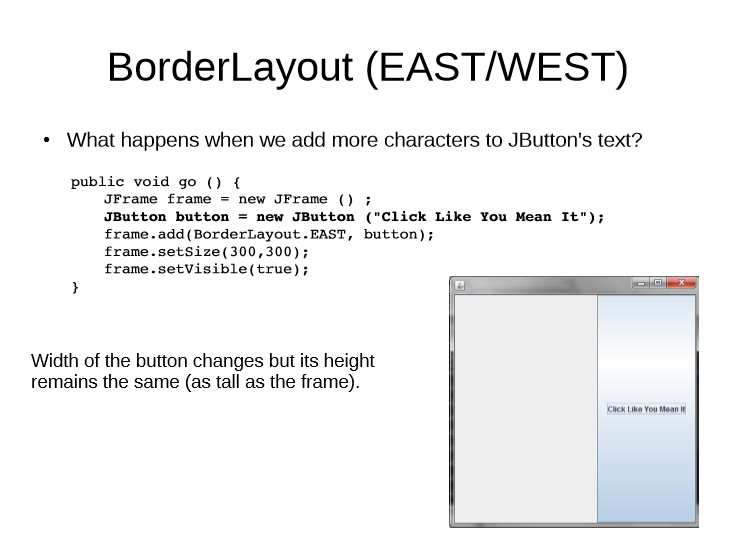 BorderLayout (EAST/WEST)
• What happens when we add more characters to JButton's text?
public void go () {
JFrame frame = new JFrame () ;
JButton button = new JButton ("Click Like You Mean It");
frame.add(BorderLayout.EAST, button);
frame.setSize(300,300);
frame.setVisible(true);
}
Width of the button changes but its height
remains the same (as tall as the frame).
Click Like You Mean It